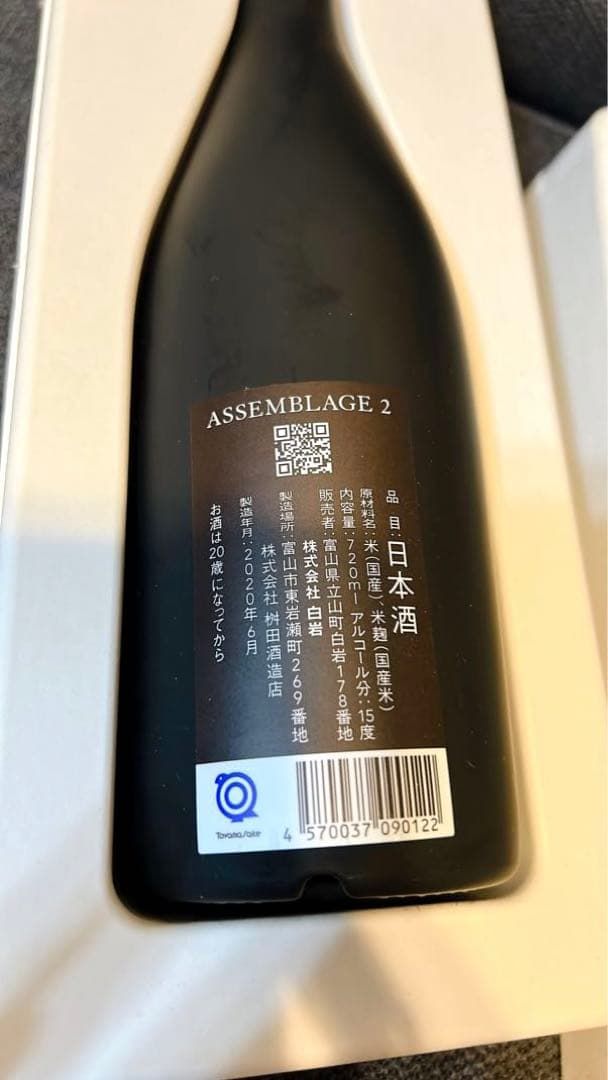 ASSEMBLAGE 2
品 目:日本酒
原材料名:米(国産)、米麹(国産米)
内容量:720ml アルコール分:15度
販売者:富山県立山町白岩178番地
株式会社 白岩
製造場所:富山市東岩瀬町269番地
株式会社 桝田酒造店
製造年月:2020年6月
お酒は20歳になってから
Toyama Sake
4 570037 090122